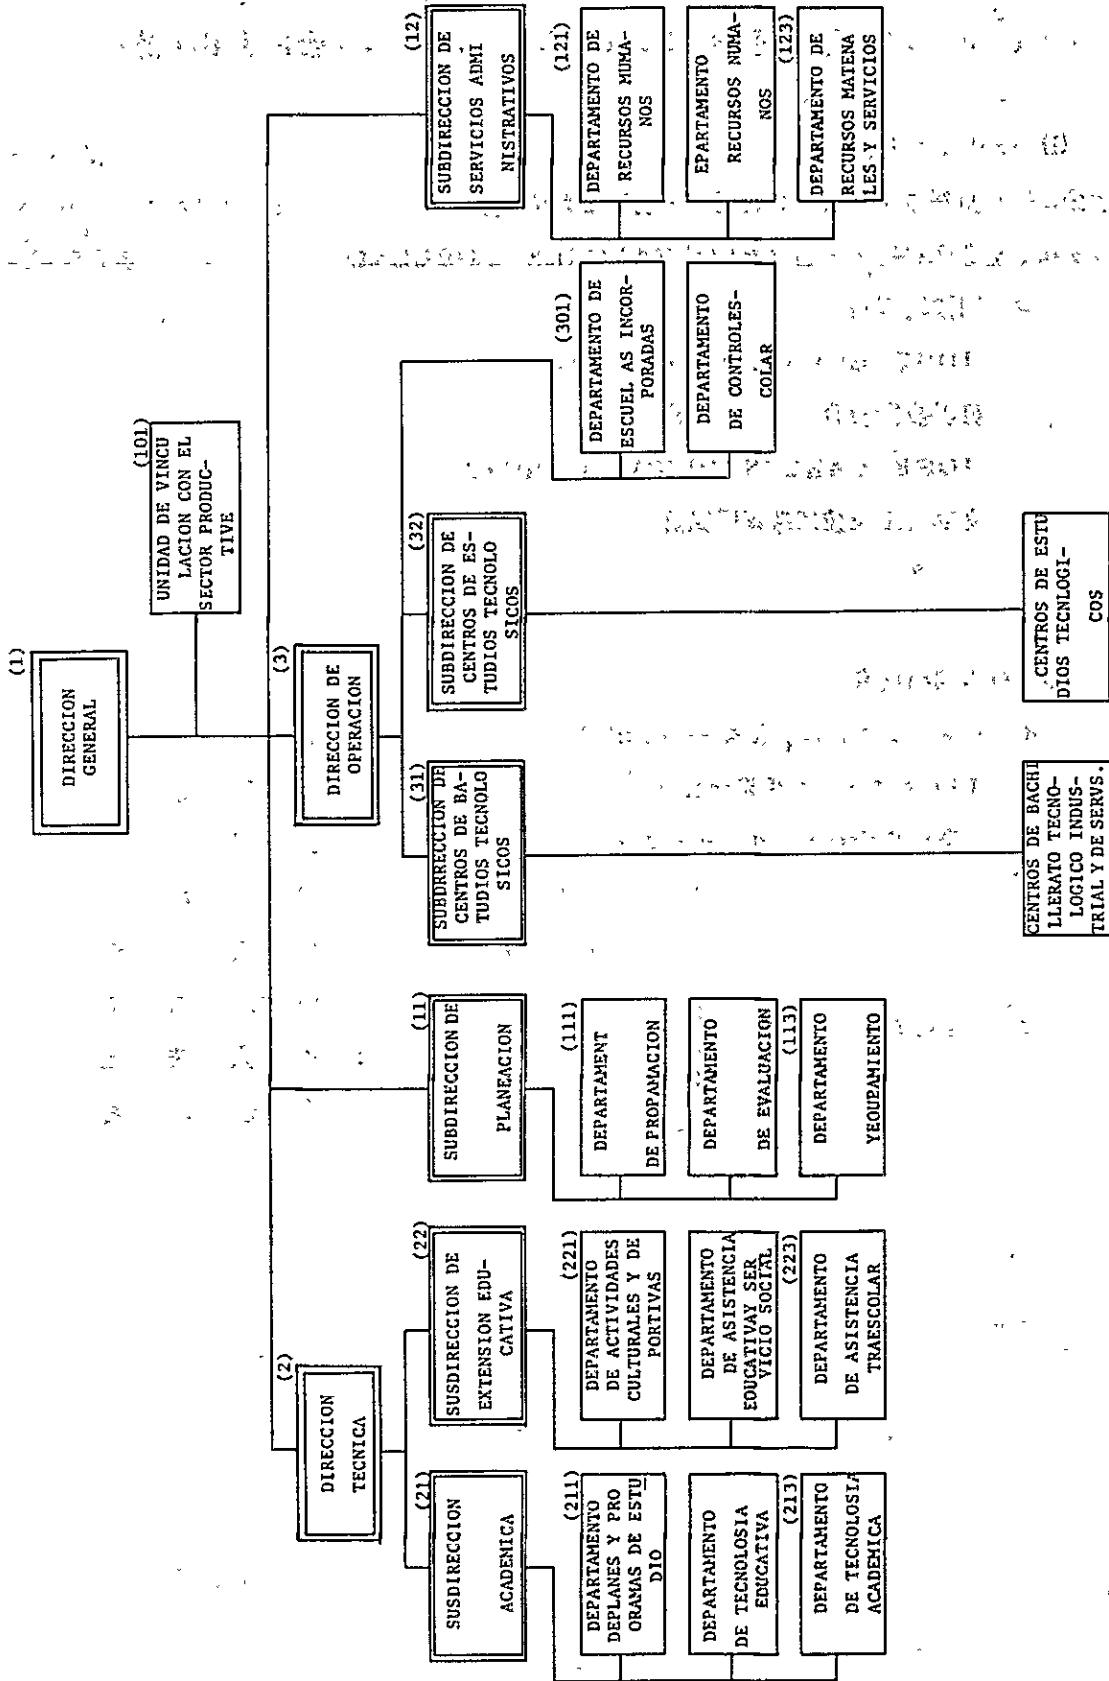 (1)
DIRECCION
GENERAL
(101)
UNIDAD DE VINCU
LACION CON EL
SECTOR PRODUC-
TIVE
(2)
DIRECCION
TECNICA
(3)
DIRECCION DE
OPERACION
(21)
SUSDIRECCION
ACADEMICA
(22)
SUSDIRECCION DE
EXTENSION EDU-
CATIVA
(11)
SUBDIRECCION DE
PLANEACION
(31)
SUBDRRECCION DE
CENTROS DE BA-
TUDIOS TECNOLO
SICOS
(32)
SUBDIRECCION DE
CENTROS DE ES-
TUDIOS TECNOLO
SICOS
(12)
SUBDIRECCION DE
SERVICIOS ADMI
NISTRATIVOS
(211)
DEPARTAMENTO
DEPLANES Y PRO
ORAMAS DE ESTU
DIO
(221)
DEPARTAMENTO
DE ACTIVIDADES
CULTURALES Y DE
PORTIVAS
(111)
DEPARTAMENT
DE PROPAMACION
(301)
DEPARTAMENTO DE
ESCUEL AS INCOR-
PORADAS
(121)
DEPARTAMENTO DE
RECURSOS MUMA-
NOS
DEPARTAMENTO
DE TECNOLOSIA
EDUCATIVA
DEPARTAMENTO
DE ASISTENCIA
EOUCATIVAY SER
VICIO SOCIAL
DEPARTAMENTO
DE EVALUACION
DEPARTAMENTO
DE CONTROLES-
COLAR
EPARTAMENTO
RECURSOS NUMA-
NOS
(213)
DEPARTAMENTO
DE TECNOLOSIA
ACADEMICA
(223)
DEPARTAMENTO
DE ASISTENCIA
TRAESCOLAR
(113)
DEPARTAMENTO
YEOUPAMIENTO
(123)
DEPARTAMENTO DE
RECURSOS MATENA
LES Y SERVICIOS
CENTROS DE BACHI
LLERATO TECNO-
LOGICO INDUS-
TRIAL Y DE SERVS.
CENTROS DE ESTU
DIOS TECNLOGI-
COS